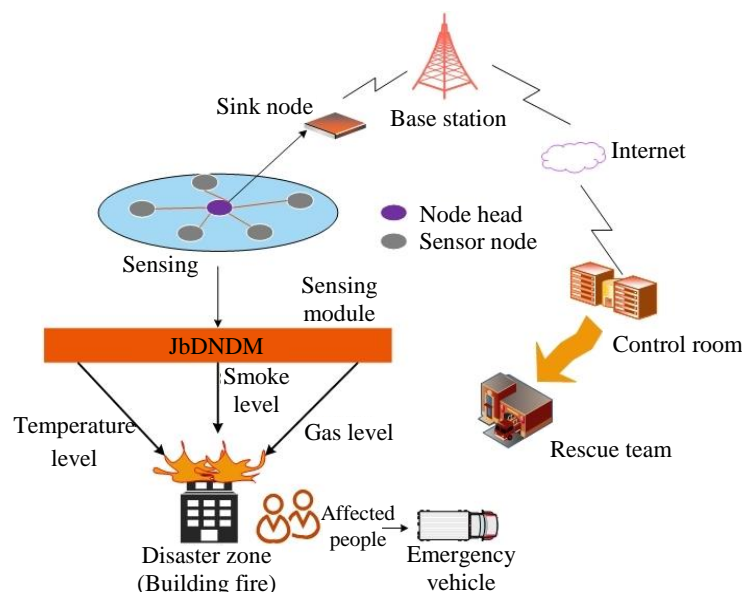 Sink node
Base station
Internet
Node head
Sensor node
Sensing
Sensing
module
Control room
JbDNDM
Smoke
level
Temperature
level
Gas level
Rescue team
Affected
people
Disaster zone
(Building fire)
Emergency
vehicle